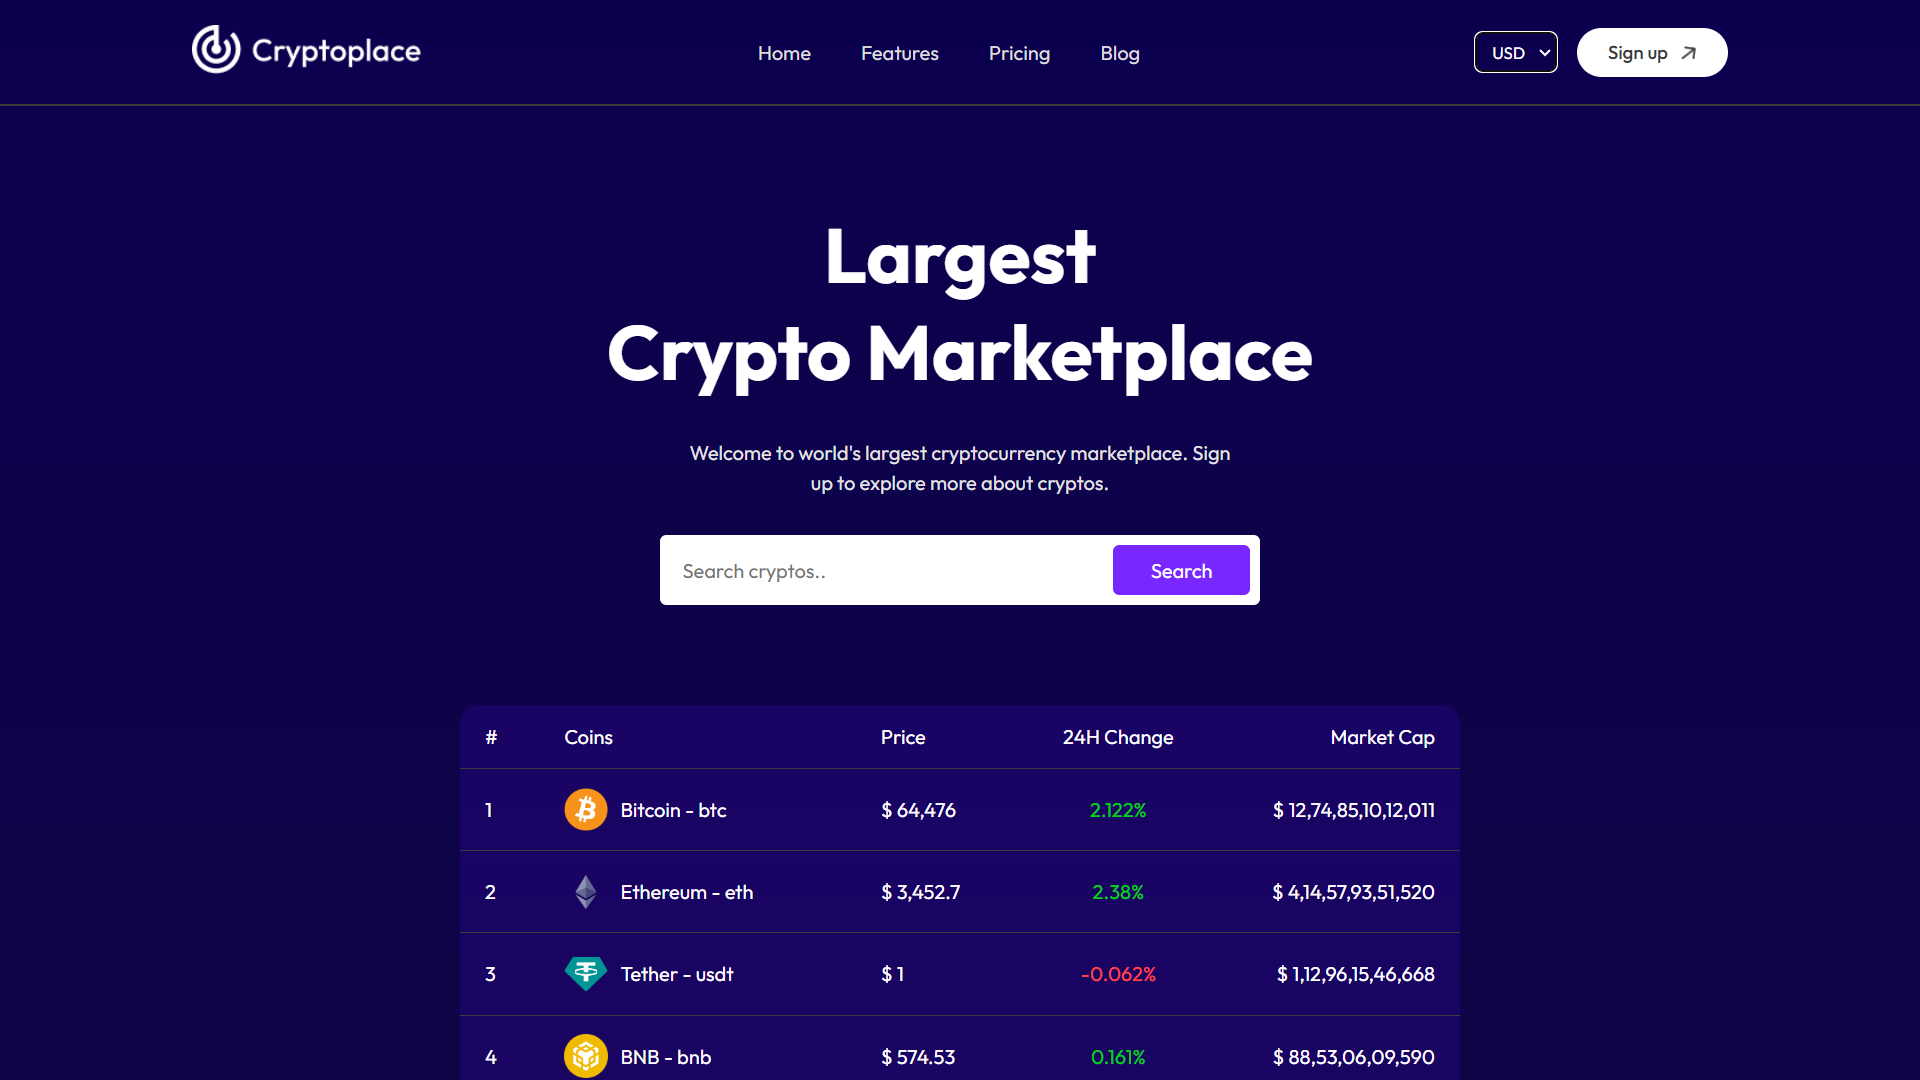 Cryptoplace
Home Features Pricing Blog
USD Sign up
Largest
Crypto Marketplace
Welcome to world's largest cryptocurrency marketplace. Sign
up to explore more about cryptos.
Search cryptos.. Search
# Coins Price 24H Change Market Cap
1 Bitcoin - btc $ 64,476 2.122% $ 12,74,85,10,12,011
2 Ethereum - eth $ 3,452.7 2.38% $ 4,14,57,93,51,520
3 Tether - usdt $ 1 -0.062% $ 1,12,96,15,46,668
4 BNB - bnb $ 574.53 0.161% $ 88,53,06,09,590